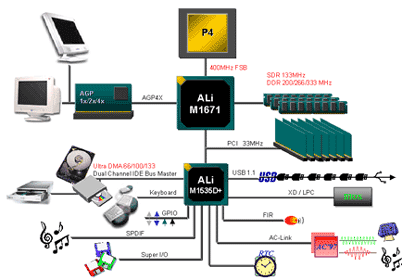 P4
400MHz FSB
AGP
1x/2x/4x
AGP4X
ALi
M1671
SDR 133MHz
DDR 200/266/333 MHz
PCI 33MHz
Ultra DMA 66/100/133
Dual Channel IDE Bus Master
ALi
M1535D+
USB 1.1
USB
Keyboard
XD / LPC
GPIO
FIR
SPDIF
AC-Link
AC'97
Super I/O
RTC